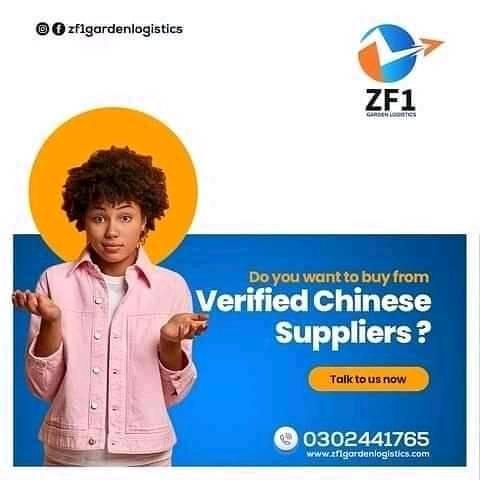 zf1gardenlogistics
ZF1
GARDEN LOGISTICS
Do you want to buy from
Verified Chinese
Suppliers ?
Talk to us now
0302441765
www.zf1gardenlogistics.com